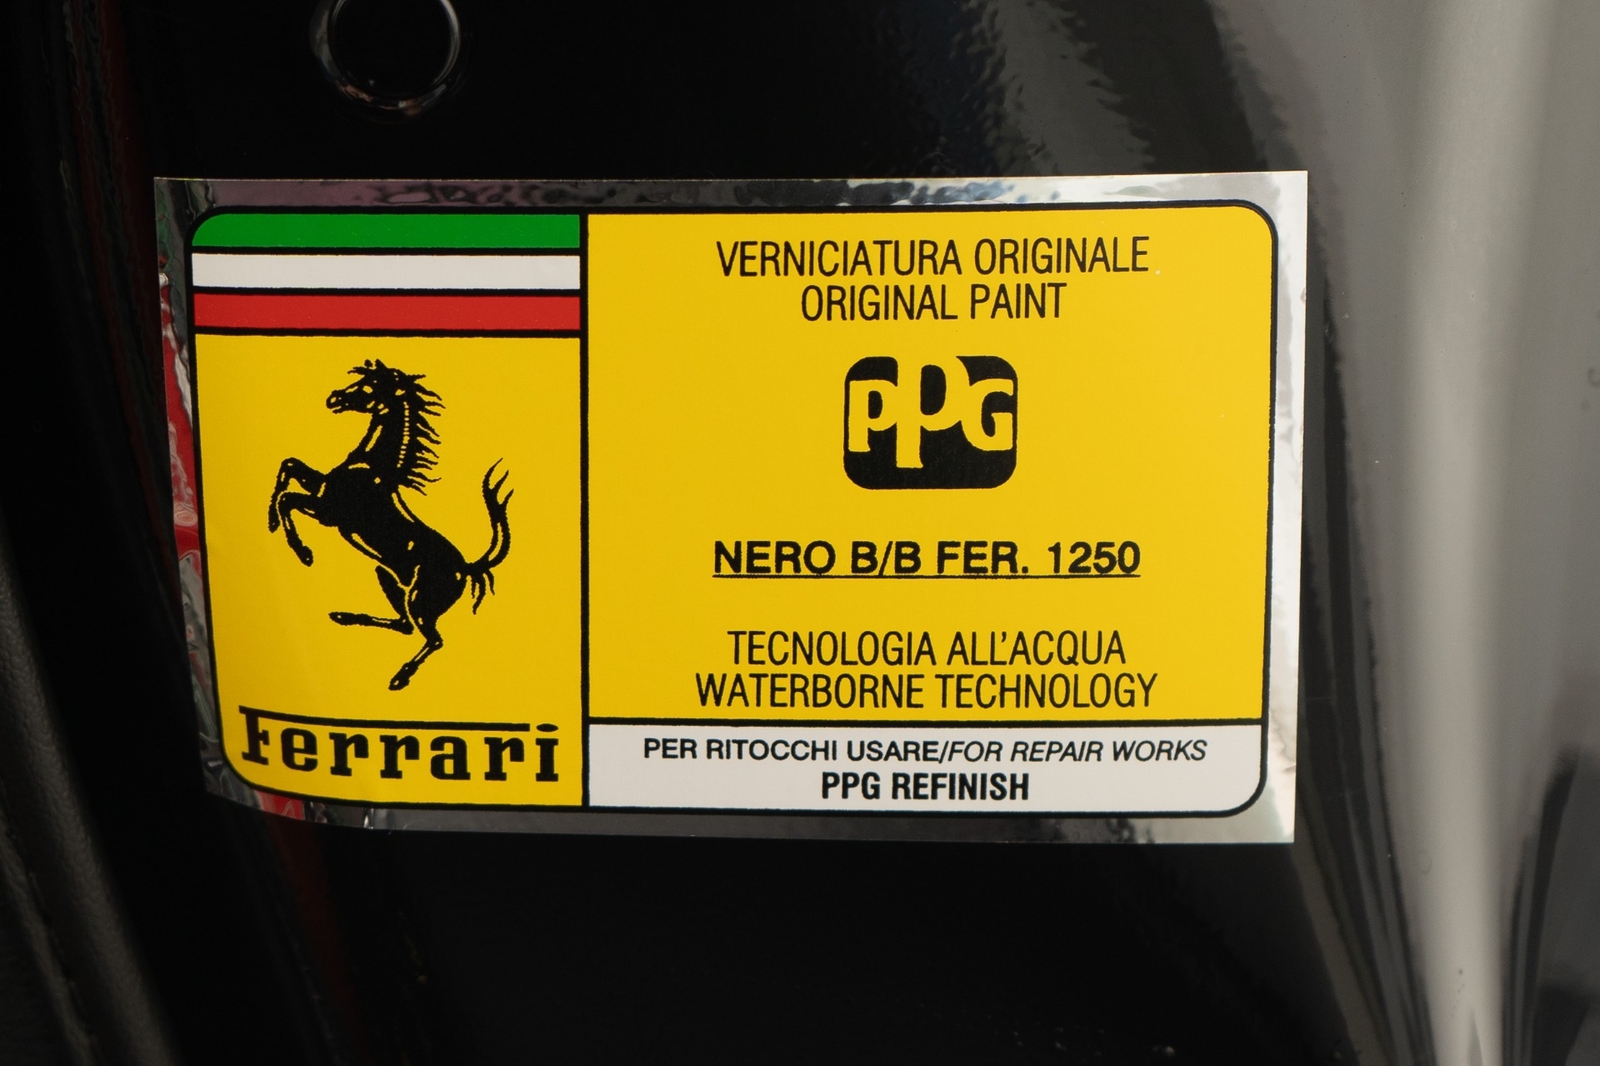 VERNICIATURA ORIGINALE
ORIGINAL PAINT
PPG
NERO B/B FER. 1250
TECNOLOGIA ALL'ACQUA
WATERBORNE TECHNOLOGY
PER RITOCCHI USARE/FOR REPAIR WORKS
PPG REFINISH
Ferrari